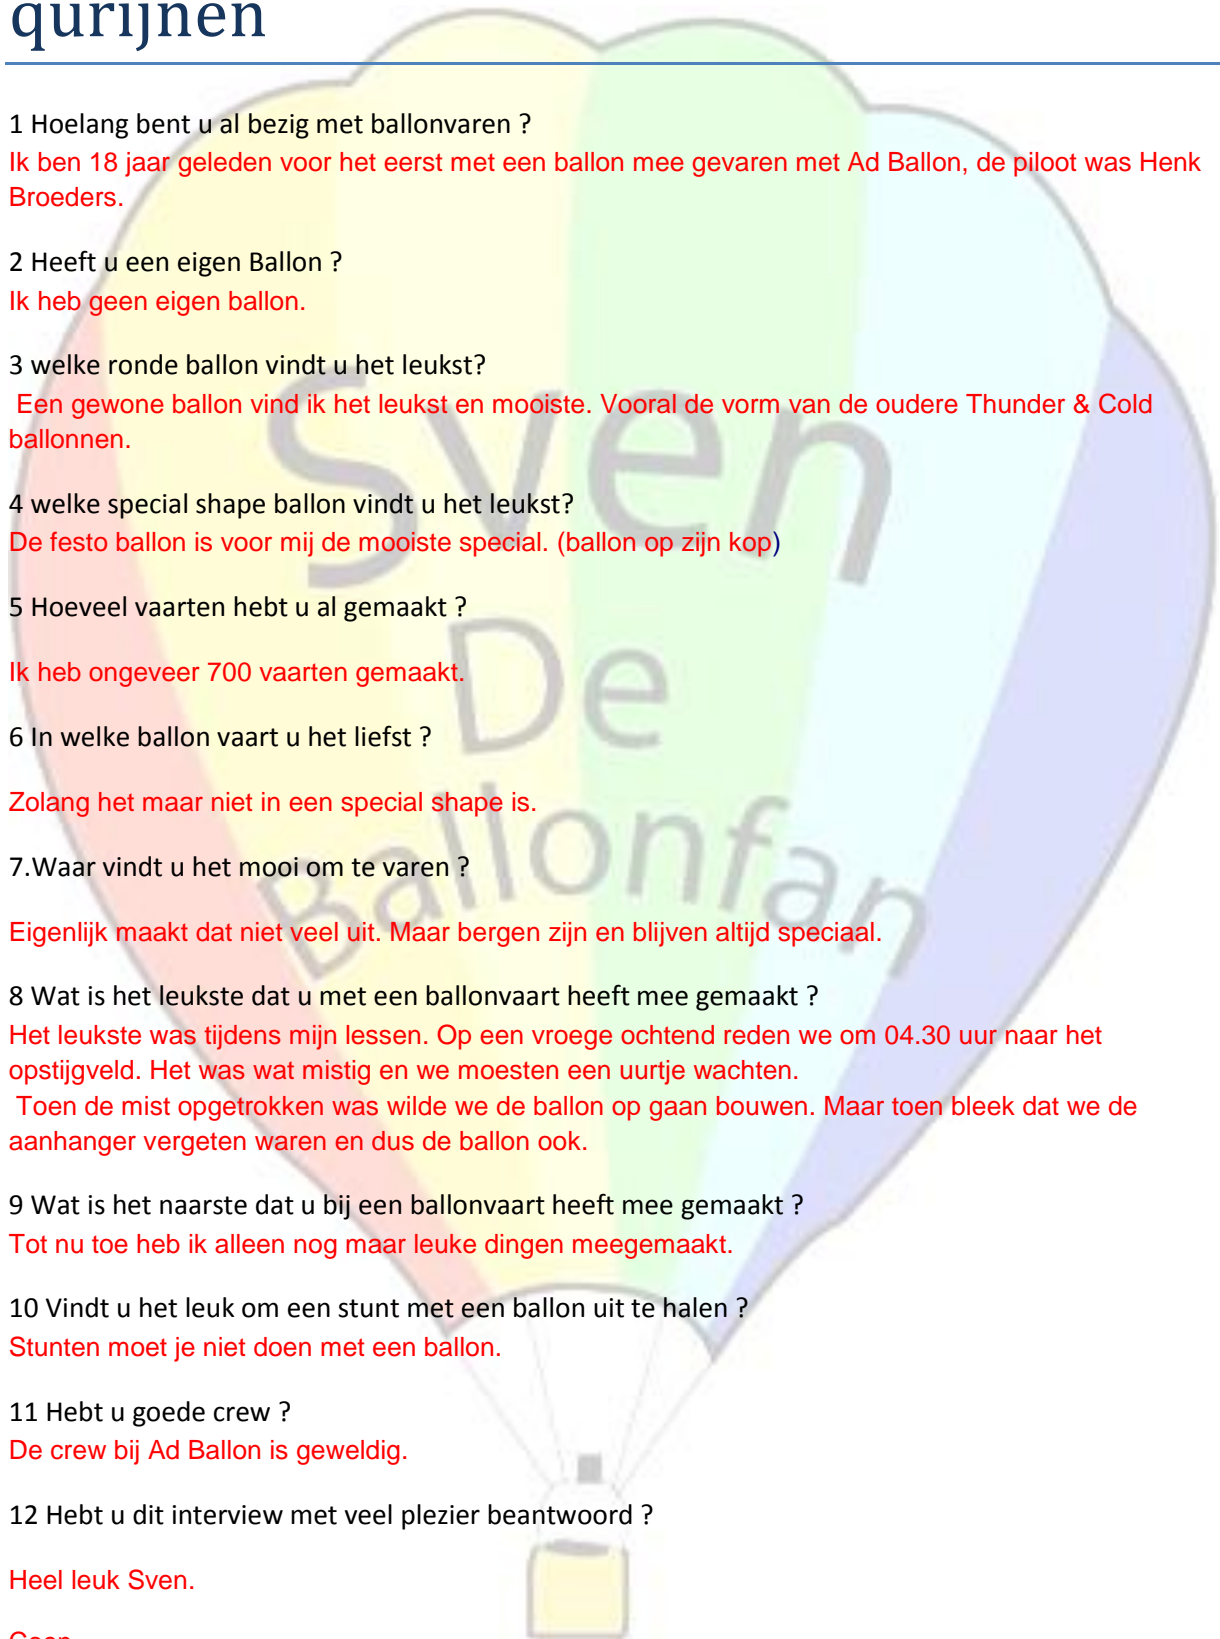 qurijnen
1 Hoelang bent u al bezig met ballonvaren ?
Ik ben 18 jaar geleden voor het eerst met een ballon mee gevaren met Ad Ballon, de piloot was Henk
Broeders.
2 Heeft u een eigen Ballon ?
Ik heb geen eigen ballon.
3 welke ronde ballon vindt u het leukst?
Een gewone ballon vind ik het leukst en mooiste. Vooral de vorm van de oudere Thunder & Cold
ballonnen.
4 welke special shape ballon vindt u het leukst?
De festo ballon is voor mij de mooiste special. (ballon op zijn kop)
5 Hoeveel vaarten hebt u al gemaakt ?
Ik heb ongeveer 700 vaarten gemaakt.
6 In welke ballon vaart u het liefst ?
Zolang het maar niet in een special shape is.
7.Waar vindt u het mooi om te varen ?
Eigenlijk maakt dat niet veel uit. Maar bergen zijn en blijven altijd speciaal.
8 Wat is het leukste dat u met een ballonvaart heeft mee gemaakt ?
Het leukste was tijdens mijn lessen. Op een vroege ochtend reden we om 04.30 uur naar het
opstijgveld. Het was wat mistig en we moesten een uurtje wachten.
Toen de mist opgetrokken was wilde we de ballon op gaan bouwen. Maar toen bleek dat we de
aanhanger vergeten waren en dus de ballon ook.
9 Wat is het naarste dat u bij een ballonvaart heeft mee gemaakt ?
Tot nu toe heb ik alleen nog maar leuke dingen meegemaakt.
10 Vindt u het leuk om een stunt met een ballon uit te halen ?
Stunten moet je niet doen met een ballon.
11 Hebt u goede crew ?
De crew bij Ad Ballon is geweldig.
12 Hebt u dit interview met veel plezier beantwoord ?
Heel leuk Sven.
Sven
De
Ballonfan